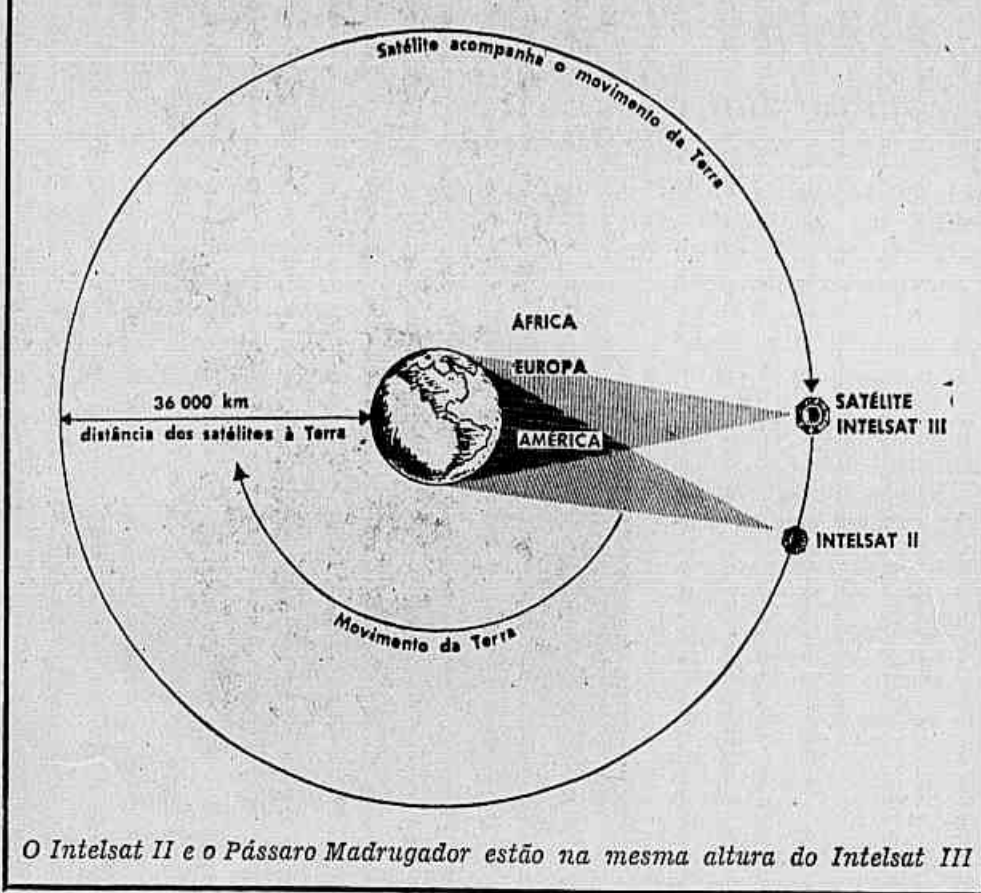 Satélite acompanha o movimento da Terra
ÁFRICA
EUROPA
36 000 km
distância dos satélites à Terra
AMÉRICA
SATÉLITE
INTELSAT III
INTELSAT II
Movimento da Terra
O Intelsat II e o Pássaro Madrugador estão na mesma altura do Intelsat III